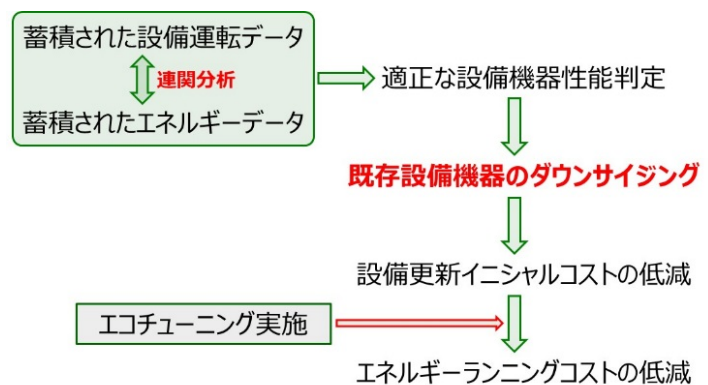 蓄積された設備運転データ
連関分析
蓄積されたエネルギーデータ
適正な設備機器性能判定
既存設備機器のダウンサイジング
設備更新イニシャルコストの低減
エコチューニング実施
エネルギーランニングコストの低減